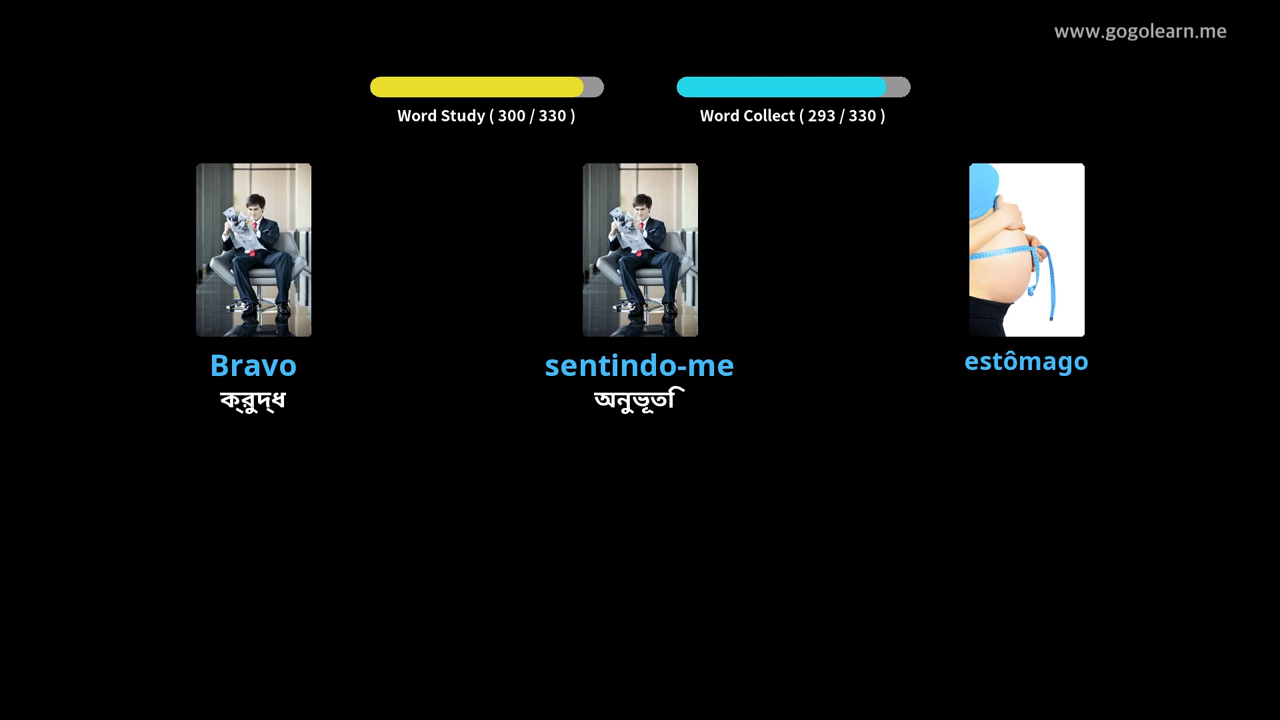 www.gogolearn.me
Word Study ( 300 / 330 )
Word Collect ( 293 / 330 )
Bravo
sentindo-me
estômago
ক্রুদ্ধ
অনুভূতি